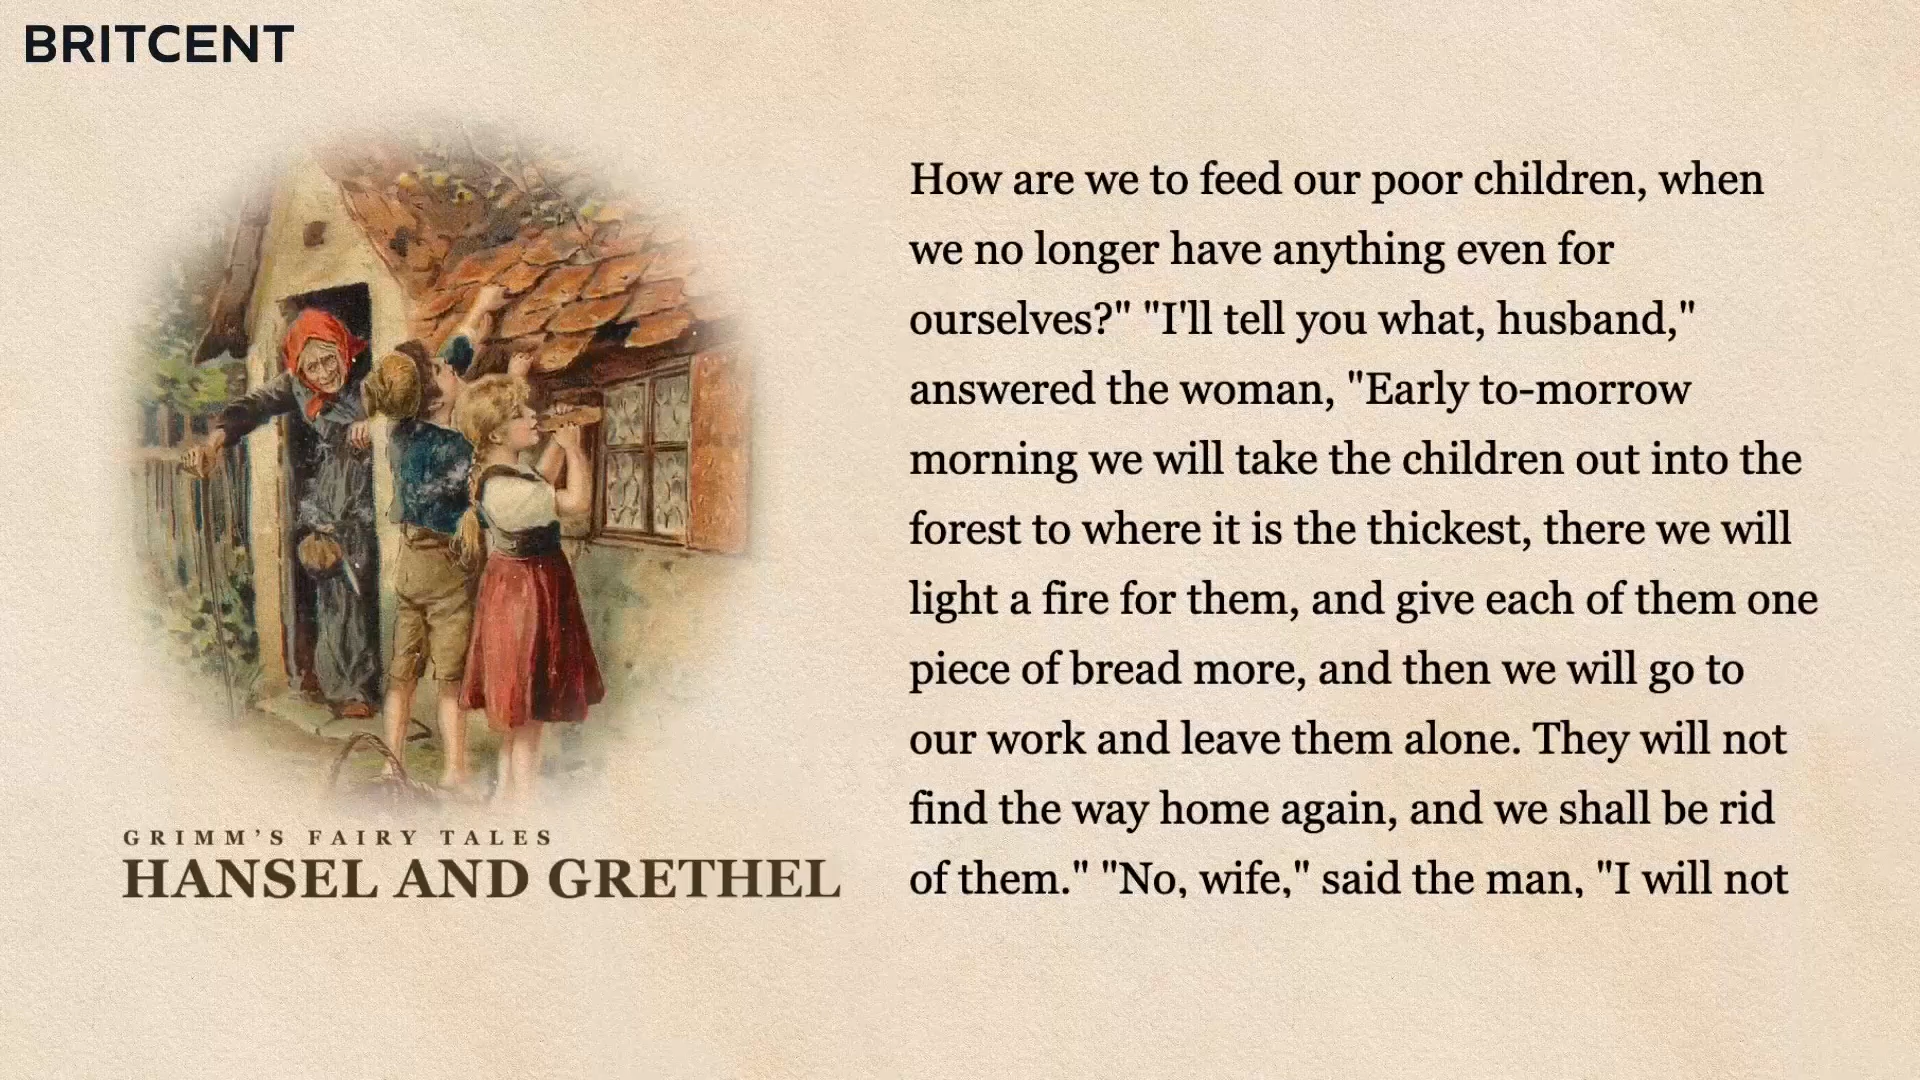 BRITCENT
GRIMM’S FAIRY TALES
HANSEL AND GRETHEL
How are we to feed our poor children, when
we no longer have anything even for
ourselves?" "I'll tell you what, husband,"
answered the woman, "Early to-morrow
morning we will take the children out into the
forest to where it is the thickest, there we will
light a fire for them, and give each of them one
piece of bread more, and then we will go to
our work and leave them alone. They will not
find the way home again, and we shall be rid
of them." "No, wife," said the man, "I will not